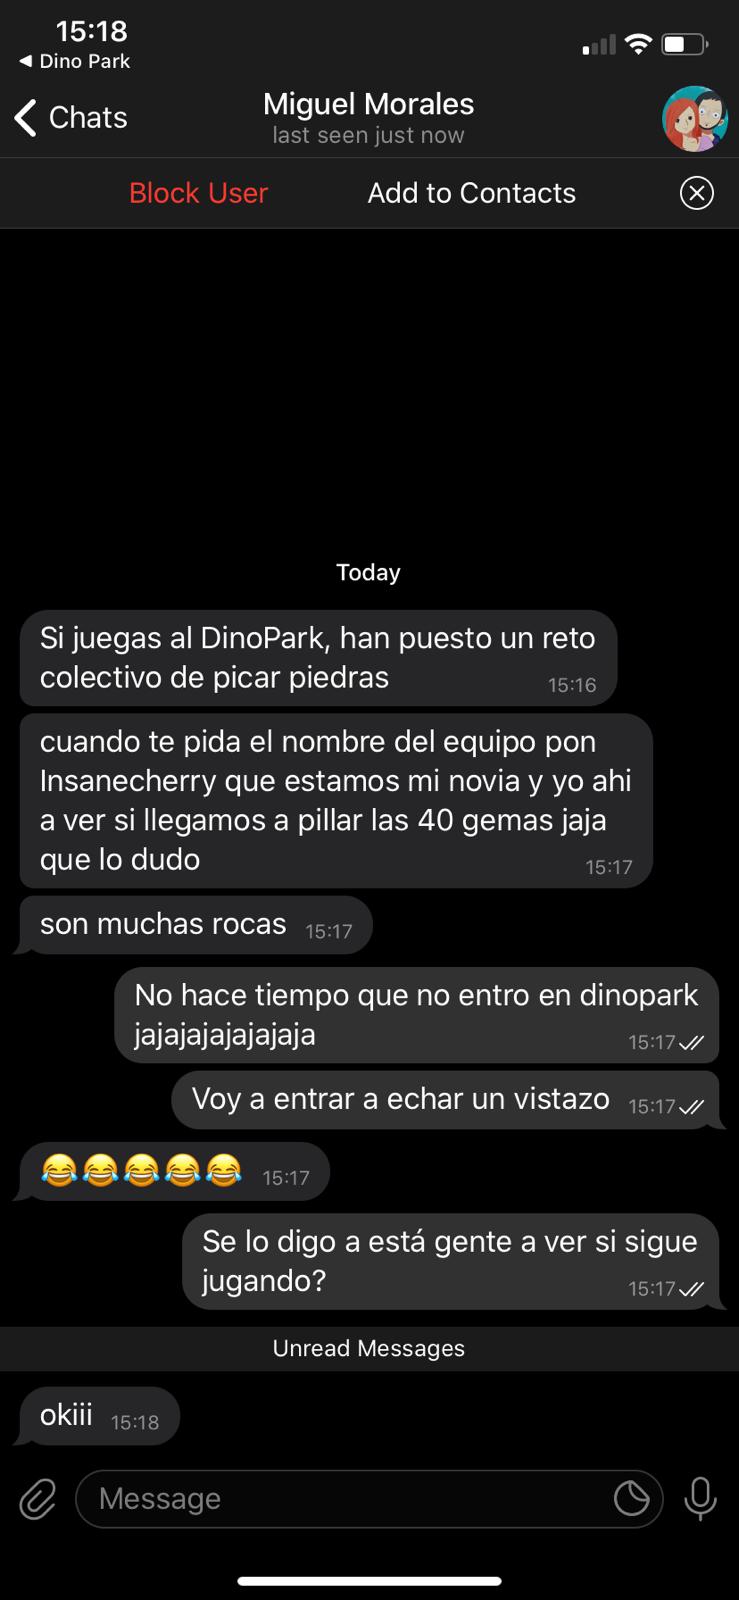 15:18
◀ Dino Park
Chats
Miguel Morales
last seen just now
Block User
Add to Contacts
Today
Si juegas al DinoPark, han puesto un reto
colectivo de picar piedras
15:16
cuando te pida el nombre del equipo pon
Insanecherry que estamos mi novia y yo ahi
a ver si llegamos a pillar las 40 gemas jaja
que lo dudo
15:17
son muchas rocas 15:17
No hace tiempo que no entro en dinopark
jajajajajajajaja
15:17
Voy a entrar a echar un vistazo 15:17
😂😂😂😂😂 15:17
Se lo digo a está gente a ver si sigue
jugando?
15:17
Unread Messages
okiii 15:18
Message